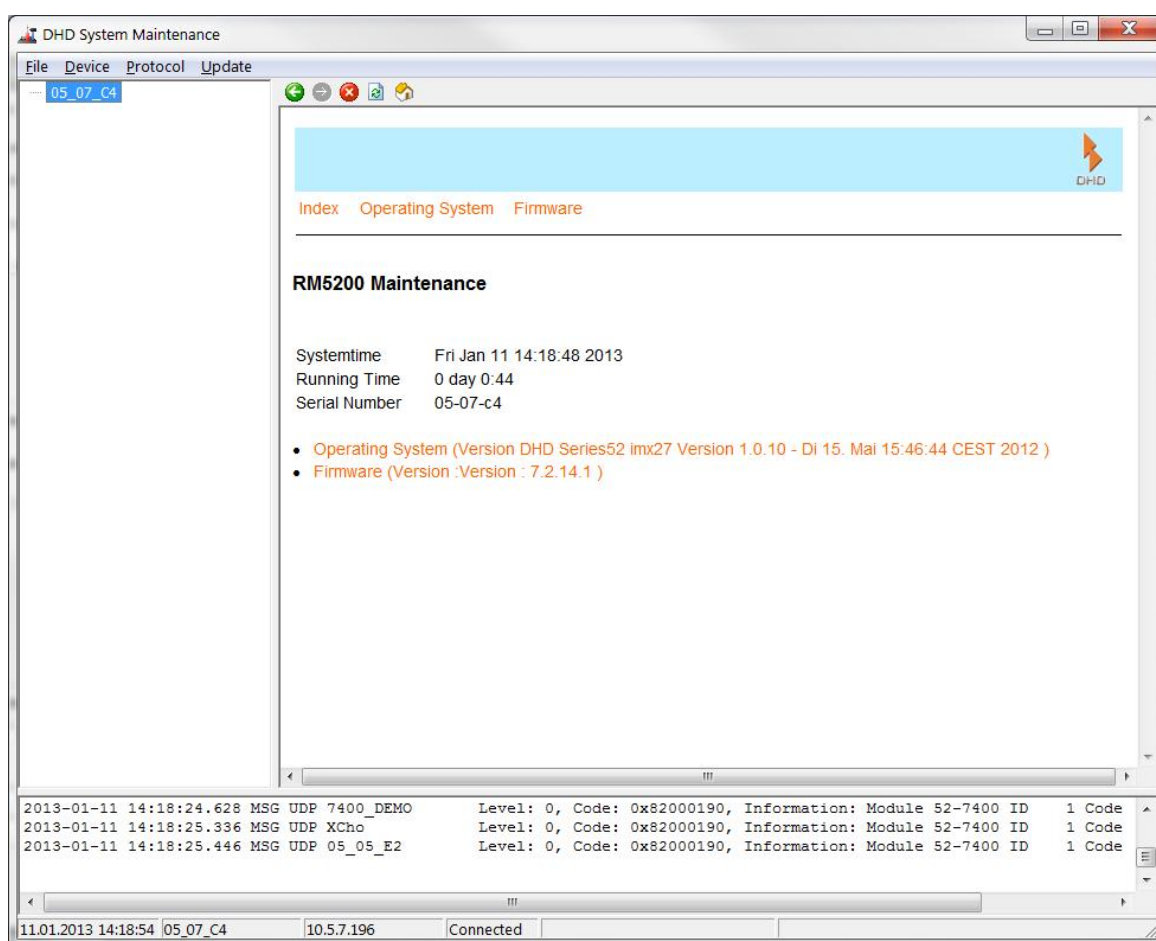 DHD System Maintenance
File Device Protocol Update
05_07_C4
DHD
Index Operating System Firmware
RM5200 Maintenance
Systemtime Fri Jan 11 14:18:48 2013
Running Time 0 day 0:44
Serial Number 05-07-c4
Operating System (Version DHD Series52 imx27 Version 1.0.10 - Di 15. Mai 15:46:44 CEST 2012 )
Firmware (Version :Version : 7.2.14.1 )
2013-01-11 14:18:24.628 MSG UDP 7400_DEMO Level: 0, Code: 0x82000190, Information: Module 52-7400 ID 1 Code
2013-01-11 14:18:25.336 MSG UDP XCho Level: 0, Code: 0x82000190, Information: Module 52-7400 ID 1 Code
2013-01-11 14:18:25.446 MSG UDP 05_05_E2 Level: 0, Code: 0x82000190, Information: Module 52-7400 ID 1 Code
11.01.2013 14:18:54 05_07_C4 10.5.7.196 Connected